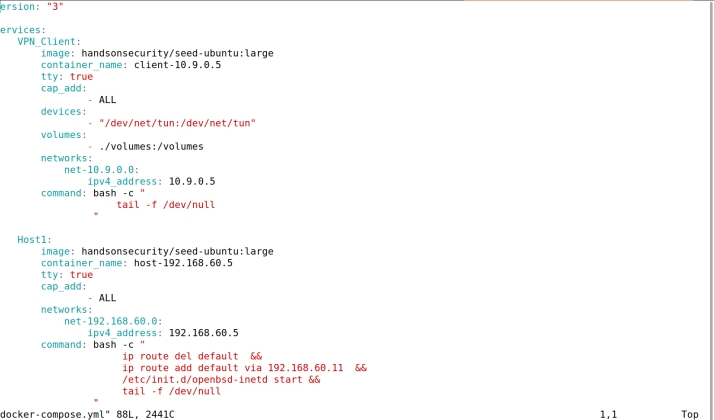 ersion: "3"
ervices:
VPN_Client:
image: handsonsecurity/seed-ubuntu:large
container_name: client-10.9.0.5
tty: true
cap_add:
- ALL
devices:
- "/dev/net/tun:/dev/net/tun"
volumes:
- ./volumes:/volumes
networks:
net-10.9.0.0:
ipv4_address: 10.9.0.5
command: bash -c "
tail -f /dev/null
"
Host1:
image: handsonsecurity/seed-ubuntu:large
container_name: host-192.168.60.5
tty: true
cap_add:
- ALL
networks:
net-192.168.60.0:
ipv4_address: 192.168.60.5
command: bash -c "
ip route del default  &&
ip route add default via 192.168.60.11  &&
/etc/init.d/openbsd-inetd start &&
tail -f /dev/null
"
docker-compose.yml" 88L, 2441C 1,1 Top